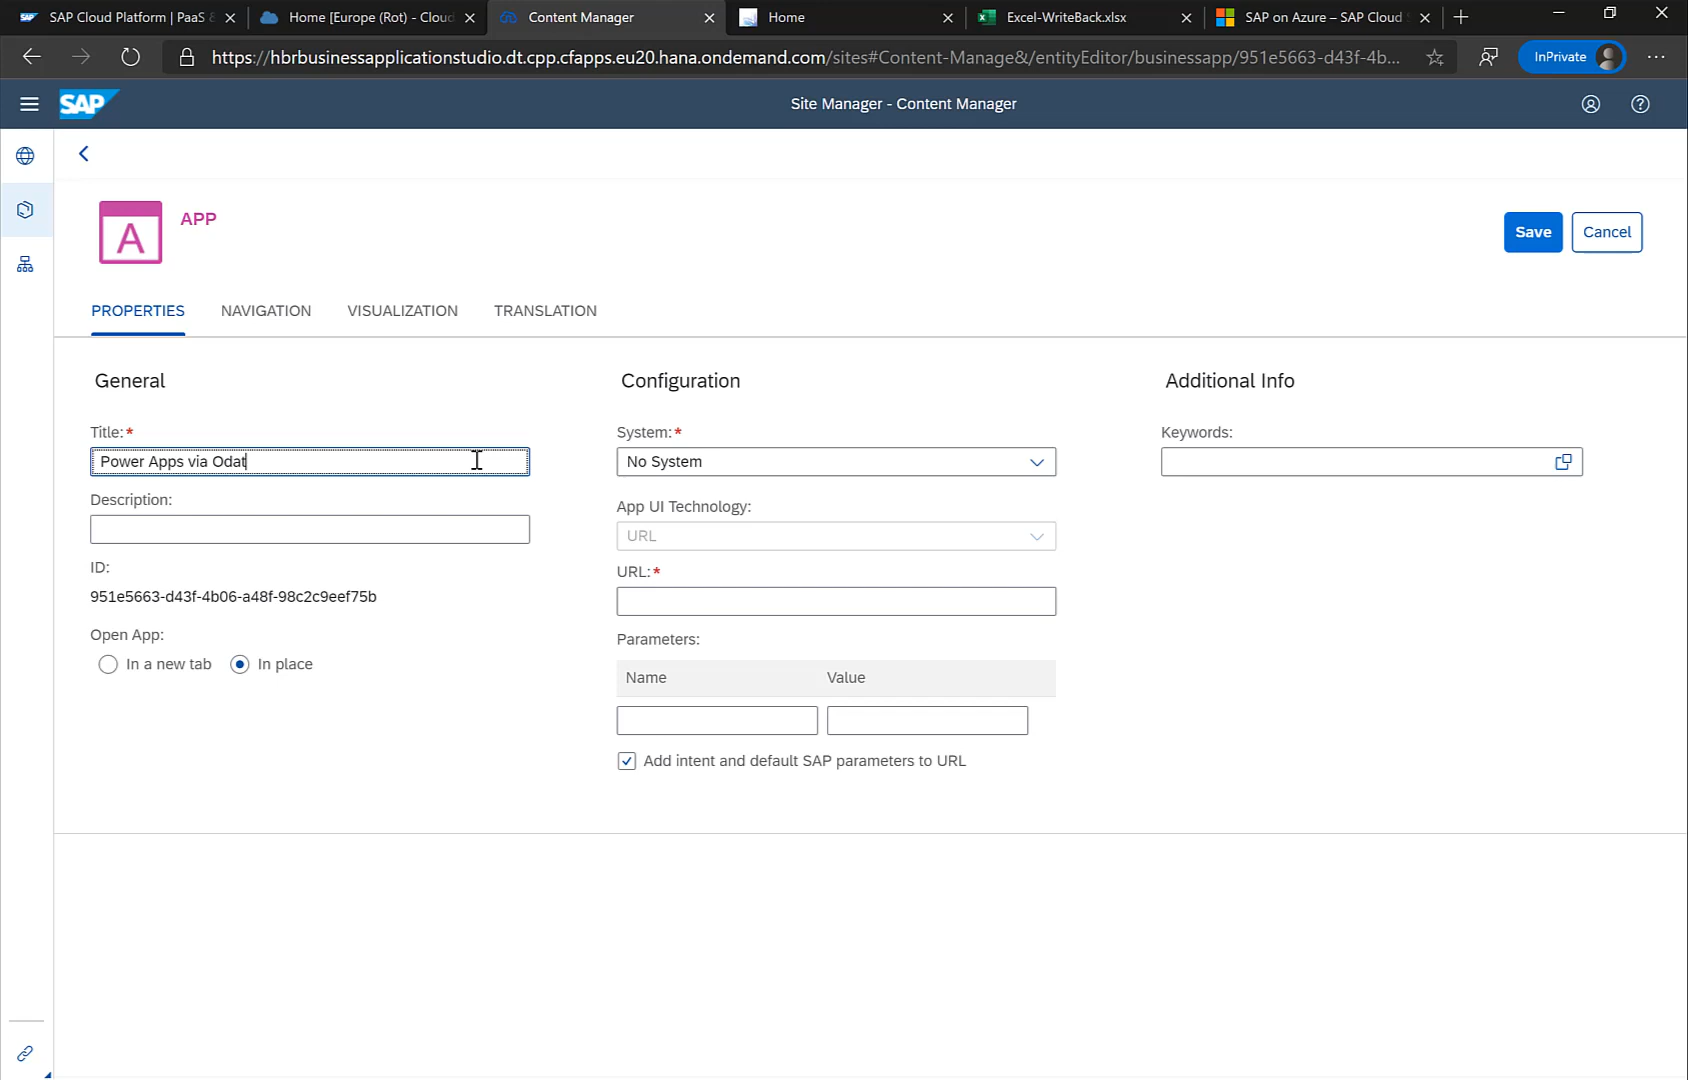 SAP Cloud Platform | PaaS &
Home [Europe (Rot) - Cloud
Content Manager
Home
Excel-WriteBack.xlsx
SAP on Azure – SAP Cloud
https://hbrbusinessapplicationstudio.dt.cpp.cfapps.eu20.hana.ondemand.com/sites#Content-Manage&/entityEditor/businessapp/951e5663-d43f-4b...
InPrivate
SAP
Site Manager - Content Manager
A
APP
Save
Cancel
PROPERTIES
NAVIGATION
VISUALIZATION
TRANSLATION
General
Configuration
Additional Info
Title:*
System:*
Keywords:
Power Apps via Odat
No System
Description:
App UI Technology:
URL
ID:
URL:*
951e5663-d43f-4b06-a48f-98c2c9eef75b
Open App:
Parameters:
In a new tab
In place
Name
Value
Add intent and default SAP parameters to URL